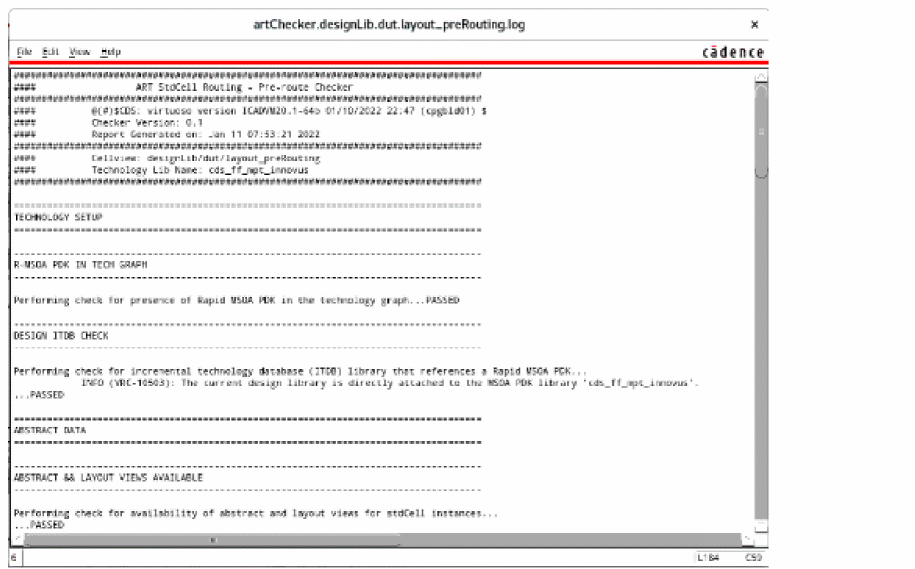 artChecker.designLib.dut.layout_preRouting.log
×
File Edit View Help
cādence
################################################################################
#### ART StdCell Routing - Pre-route Checker
################################################################################
#### @(#)$CDS: virtuoso version ICADVM20.1-64b 01/10/2022 22:47 (cpgbld01) $
#### Checker Version: 0.1
#### Report Generated on: Jan 11 07:53:21 2022
################################################################################
#### Cellview: designLib/dut/layout_preRouting
#### Technology Lib Name: cds_ff_mpt_innovus
################################################################################
================================================================================
TECHNOLOGY SETUP
================================================================================
--------------------------------------------------------------------------------
R-MSOA PDK IN TECH GRAPH
--------------------------------------------------------------------------------
Performing check for presence of Rapid MSOA PDK in the technology graph...PASSED
--------------------------------------------------------------------------------
DESIGN ITDB CHECK
--------------------------------------------------------------------------------
Performing check for incremental technology database (ITDB) library that references a Rapid MSOA PDK...
INFO (VRC-10503): The current design library is directly attached to the MSOA PDK library 'cds_ff_mpt_innovus'.
...PASSED
================================================================================
ABSTRACT DATA
================================================================================
--------------------------------------------------------------------------------
ABSTRACT && LAYOUT VIEWS AVAILABLE
--------------------------------------------------------------------------------
Performing check for availability of abstract and layout views for stdCell instances...
...PASSED
6
L184 C59